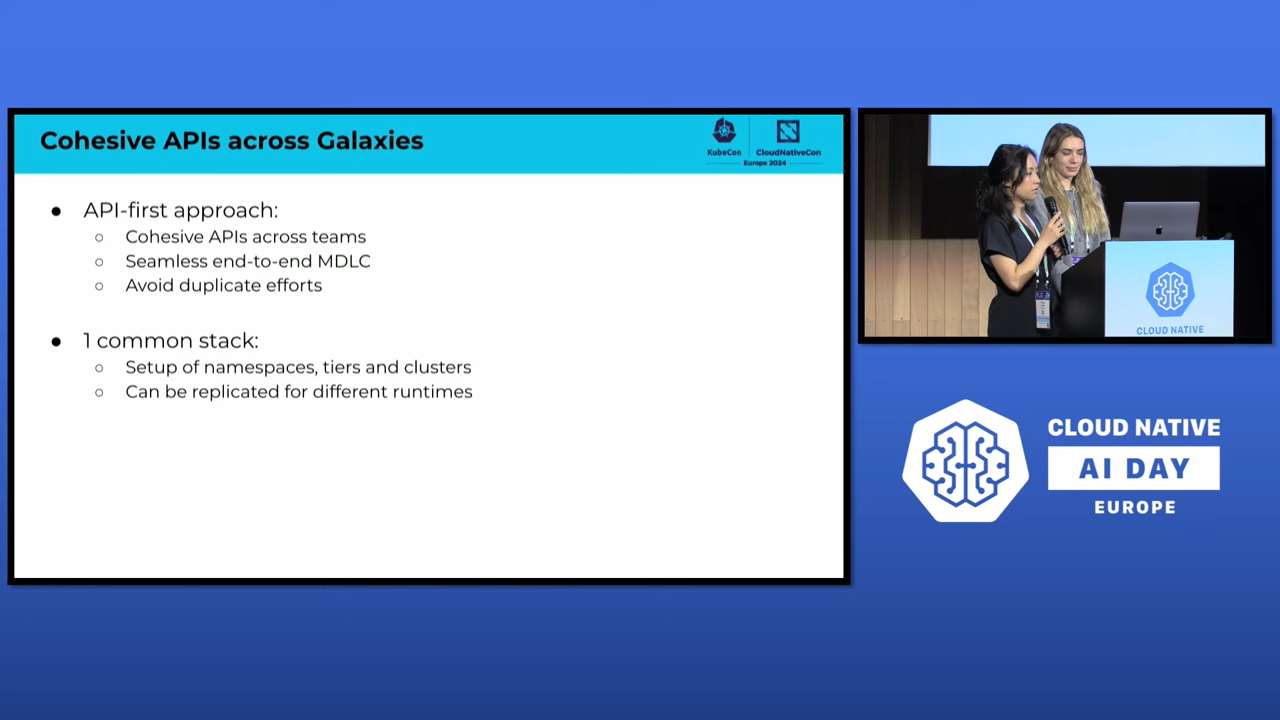 Cohesive APIs across Galaxies
KubeCon
CloudNativeCon
Europe 2024
● API-first approach:
○ Cohesive APIs across teams
○ Seamless end-to-end MDLC
○ Avoid duplicate efforts
● 1 common stack:
○ Setup of namespaces, tiers and clusters
○ Can be replicated for different runtimes
CLOUD NATIVE
CLOUD NATIVE
AI DAY
EUROPE